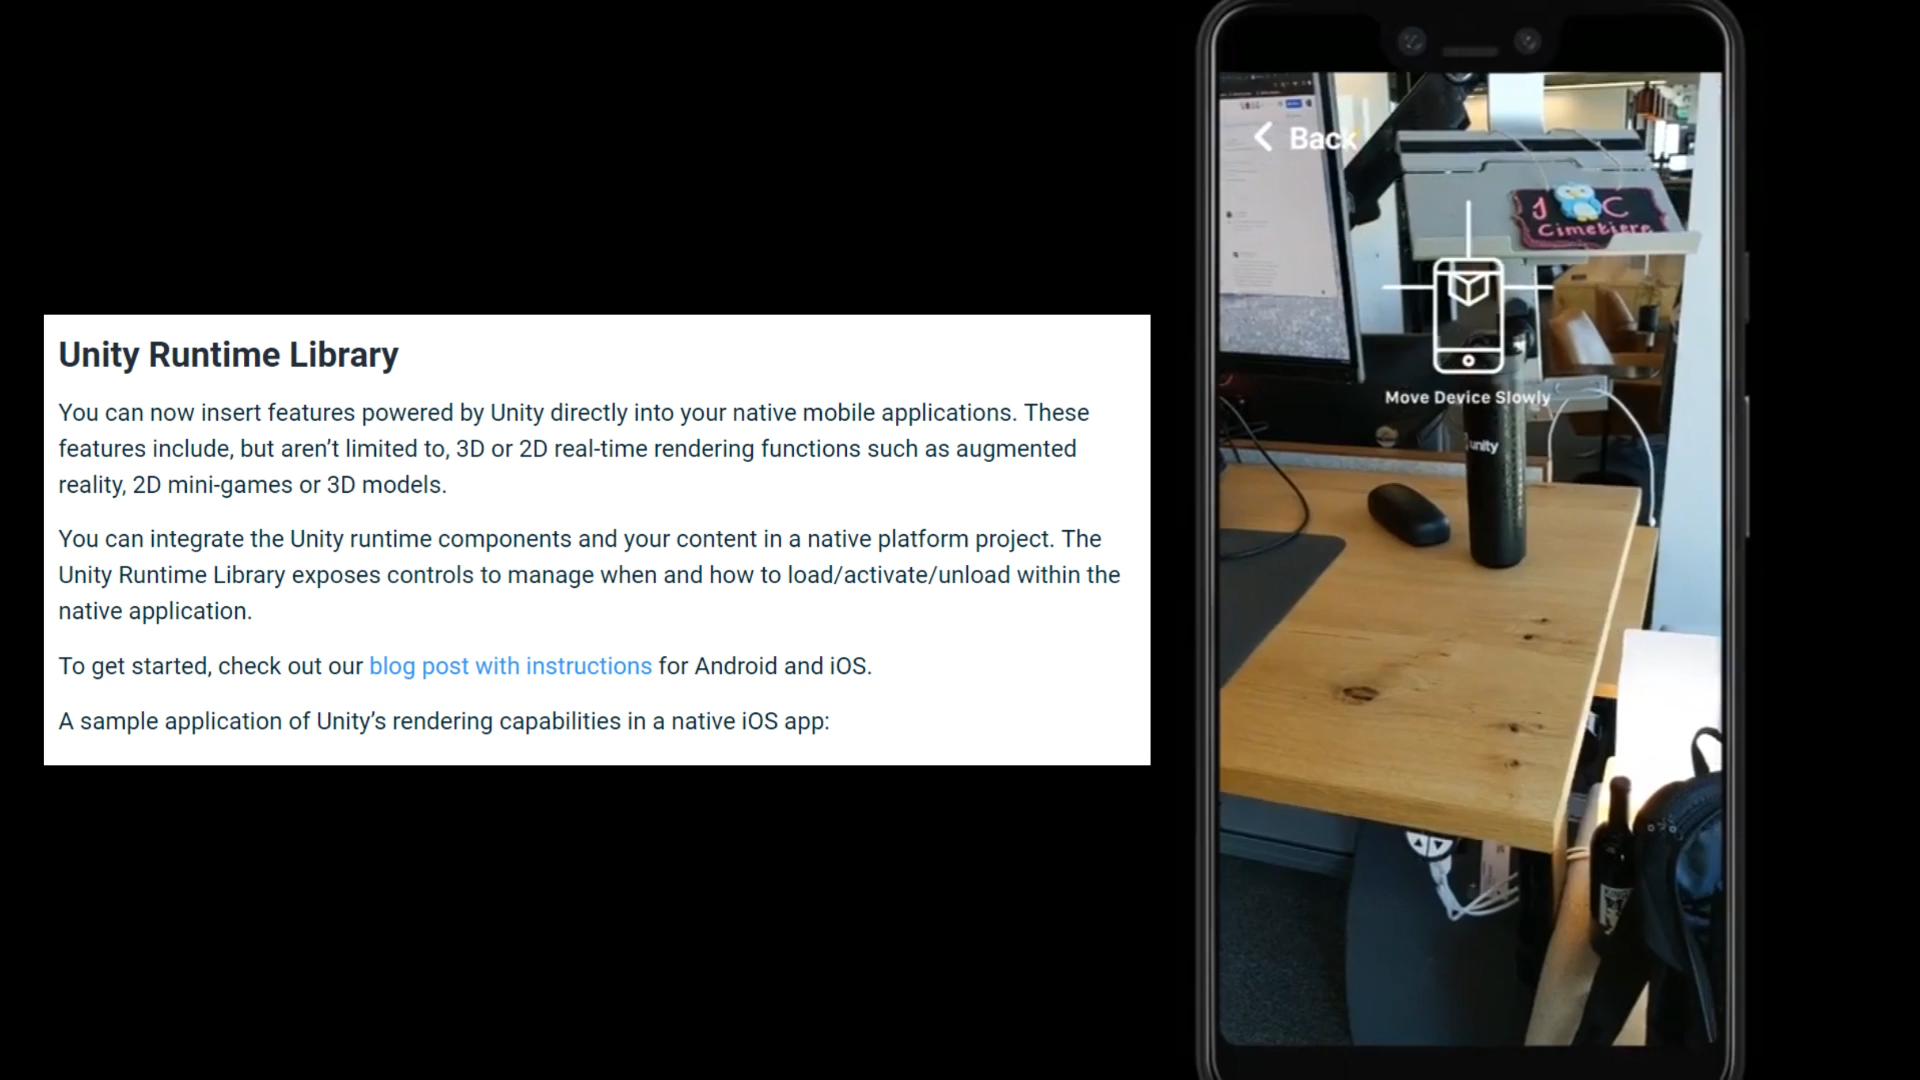 Unity Runtime Library
You can now insert features powered by Unity directly into your native mobile applications. These
features include, but aren’t limited to, 3D or 2D real-time rendering functions such as augmented
reality, 2D mini-games or 3D models.
You can integrate the Unity runtime components and your content in a native platform project. The
Unity Runtime Library exposes controls to manage when and how to load/activate/unload within the
native application.
To get started, check out our blog post with instructions for Android and iOS.
A sample application of Unity’s rendering capabilities in a native iOS app:
Back
J C
Cimetiere
Move Device Slowly
unity